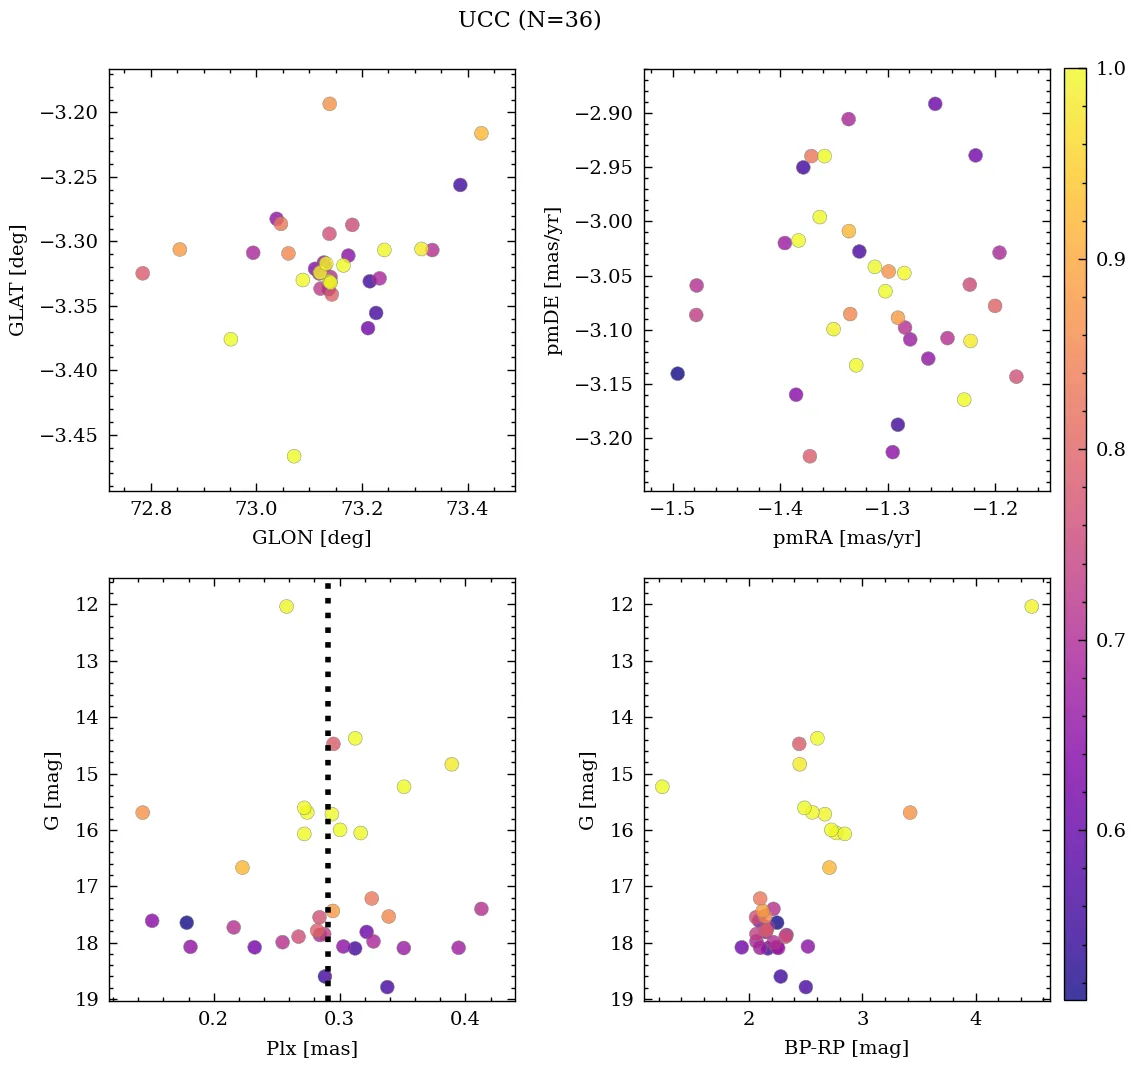 UCC (N=36)
−3.20
−3.25
−3.30
−3.35
−3.40
−3.45
GLAT [deg]
72.8 73.0 73.2 73.4
GLON [deg]
−2.90
−2.95
−3.00
−3.05
−3.10
−3.15
−3.20
pmDE [mas/yr]
−1.5 −1.4 −1.3 −1.2
pmRA [mas/yr]
1.0
0.9
0.8
0.7
0.6
12
13
14
15
16
17
18
19
G [mag]
0.2 0.3 0.4
Plx [mas]
12
13
14
15
16
17
18
19
G [mag]
2 3 4
BP-RP [mag]